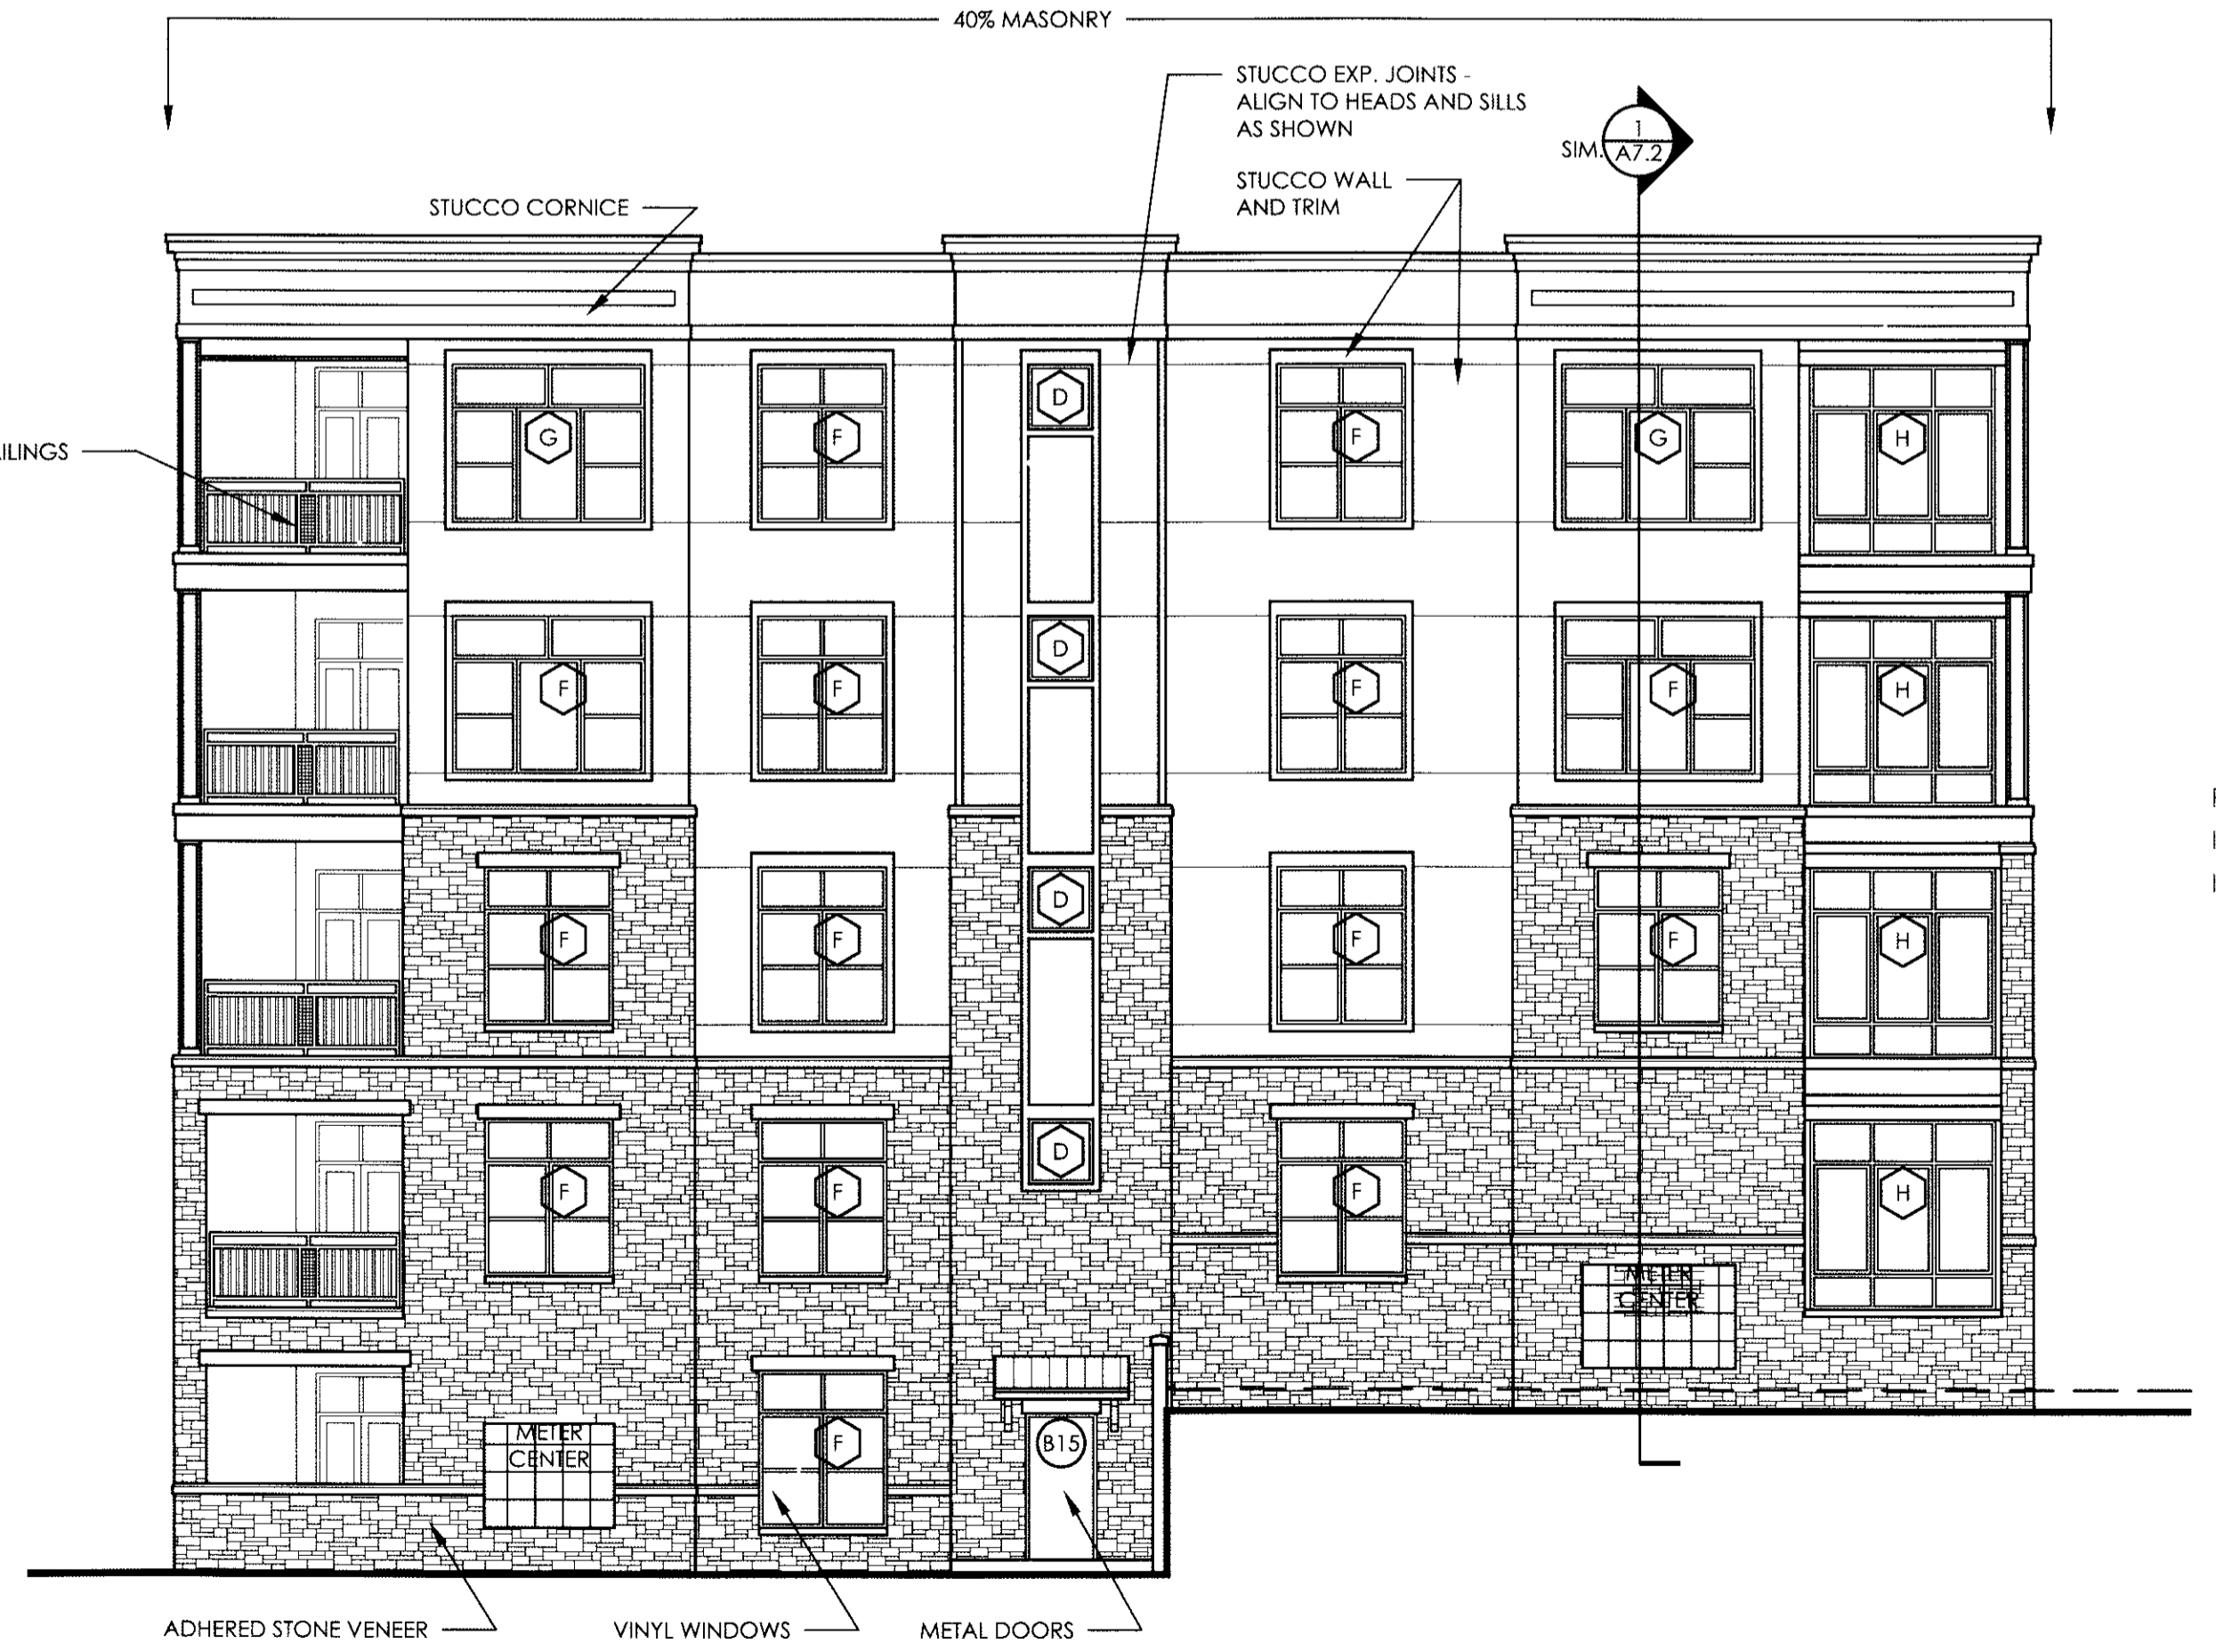 40% MASONRY
STUCCO EXP. JOINTS -
ALIGN TO HEADS AND SILLS
AS SHOWN
1
SIM. A7.2
STUCCO WALL
AND TRIM
STUCCO CORNICE
D
G F F G H
ILINGS
D
F F F F H
D
F F F F H
D
F F F H
METER
CENTER
METER
CENTER
F B15
ADHERED STONE VENEER VINYL WINDOWS METAL DOORS